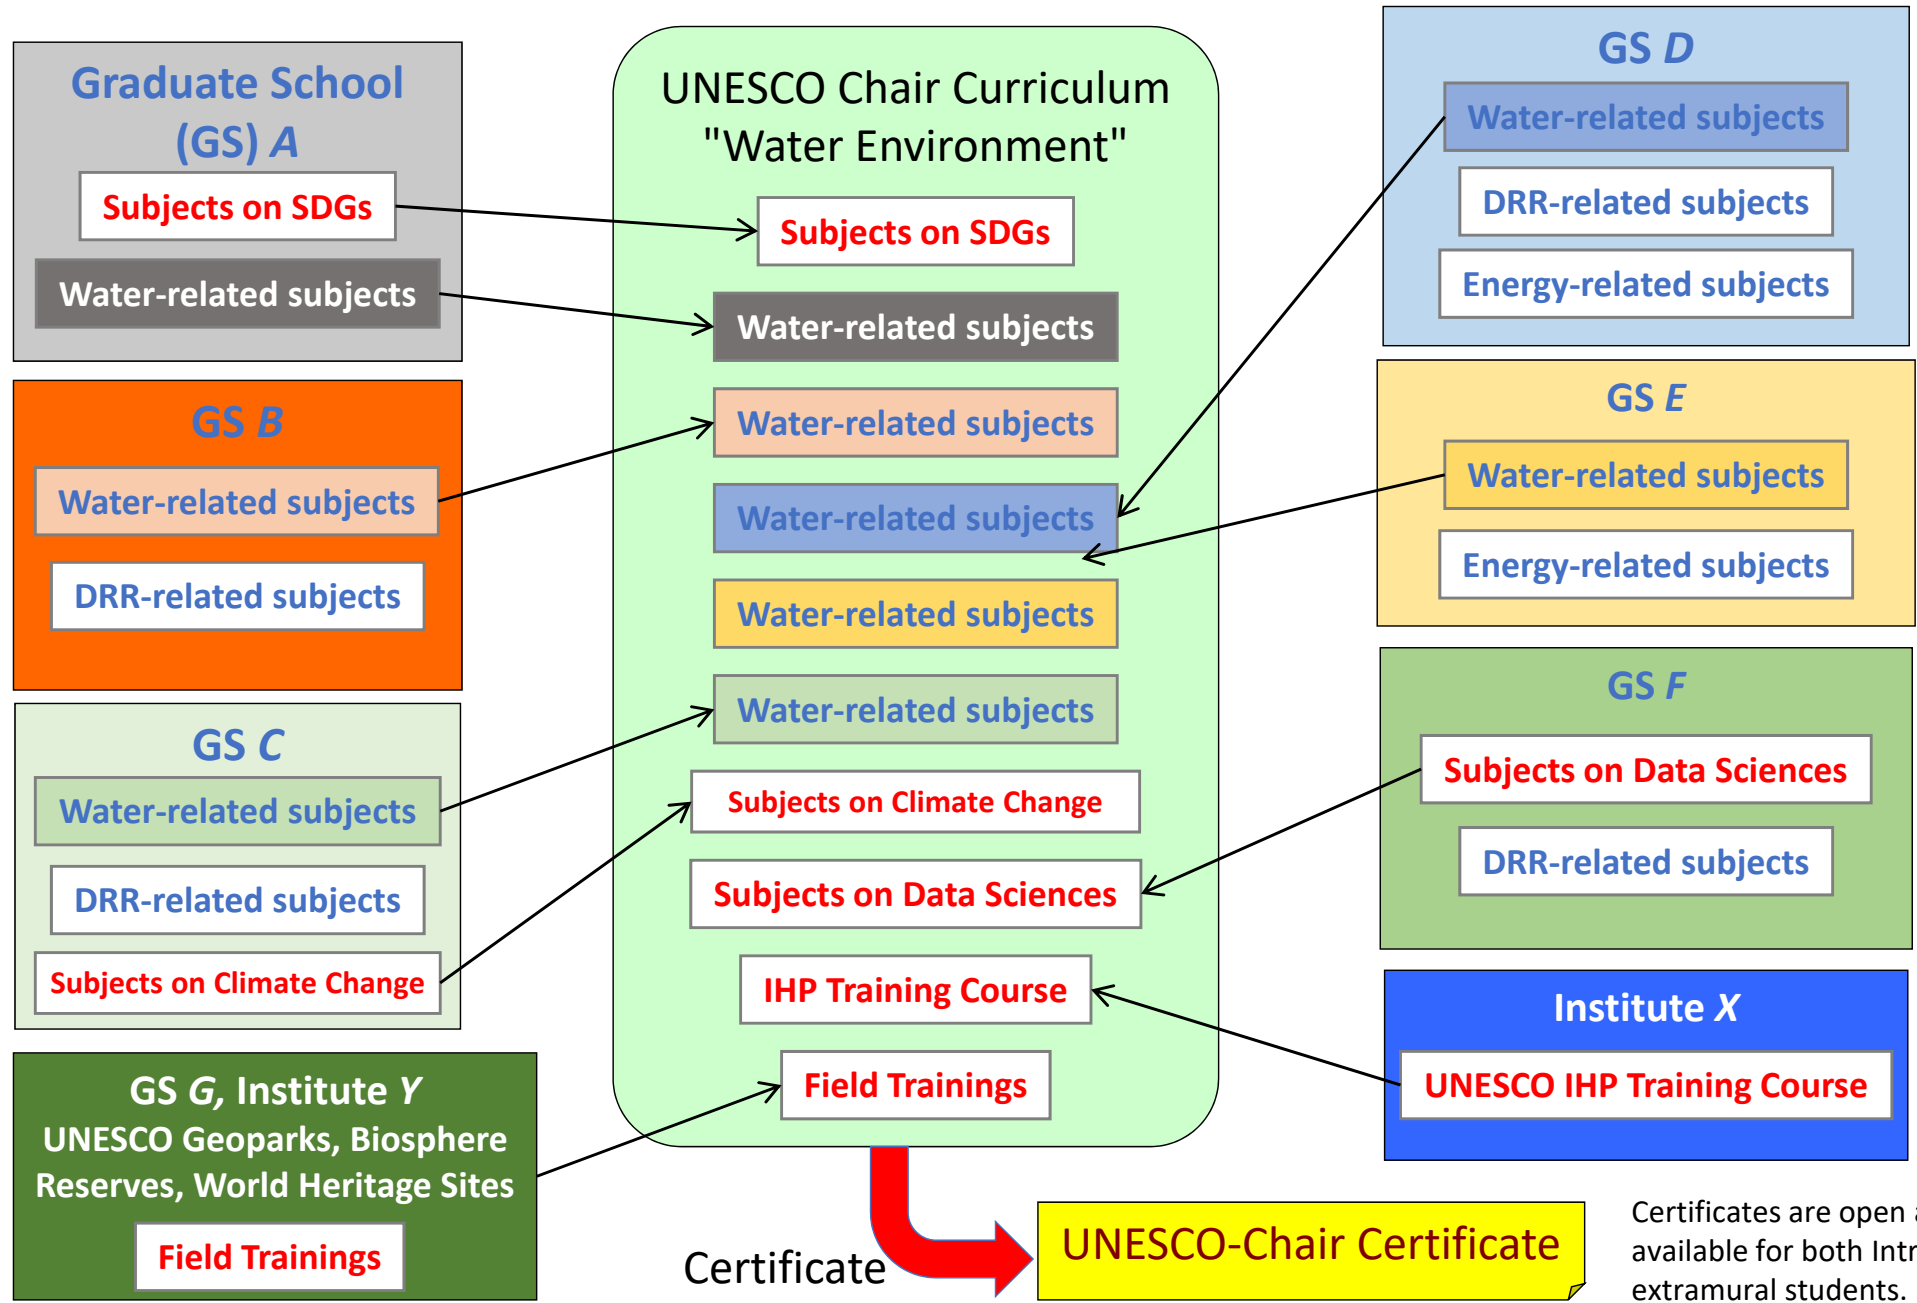 Graduate School
(GS) A
Subjects on SDGs
Water-related subjects
GS B
Water-related subjects
DRR-related subjects
GS C
Water-related subjects
DRR-related subjects
Subjects on Climate Change
GS G, Institute Y
UNESCO Geoparks, Biosphere
Reserves, World Heritage Sites
Field Trainings
UNESCO Chair Curriculum
"Water Environment"
Subjects on SDGs
Water-related subjects
Water-related subjects
Water-related subjects
Water-related subjects
Water-related subjects
Subjects on Climate Change
Subjects on Data Sciences
IHP Training Course
Field Trainings
Certificate
UNESCO-Chair Certificate
GS D
Water-related subjects
DRR-related subjects
Energy-related subjects
GS E
Water-related subjects
Energy-related subjects
GS F
Subjects on Data Sciences
DRR-related subjects
Institute X
UNESCO IHP Training Course
Certificates are open
available for both
extramural students.